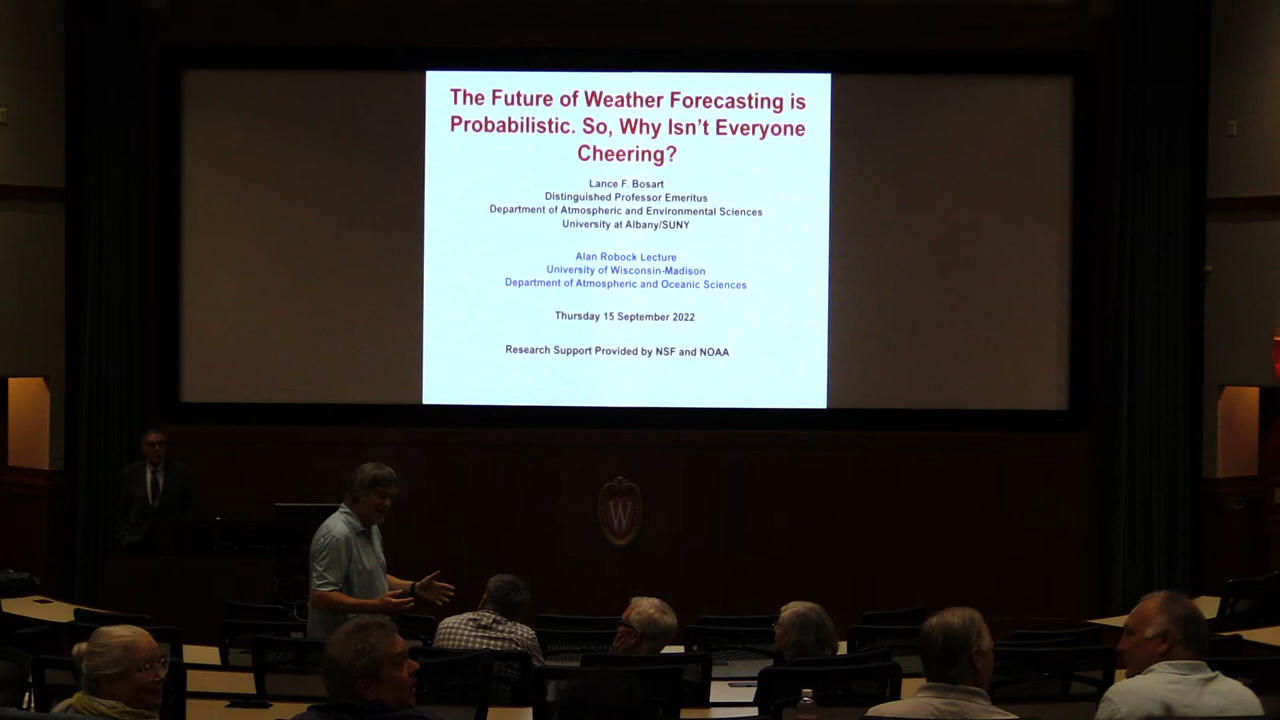 The Future of Weather Forecasting is
Probabilistic. So, Why Isn't Everyone
Cheering?
Lance F. Bosart
Distinguished Professor Emeritus
Department of Atmospheric and Environmental Sciences
University at Albany/SUNY
Alan Robock Lecture
University of Wisconsin-Madison
Department of Atmospheric and Oceanic Sciences
Thursday 15 September 2022
Research Support Provided by NSF and NOAA
W